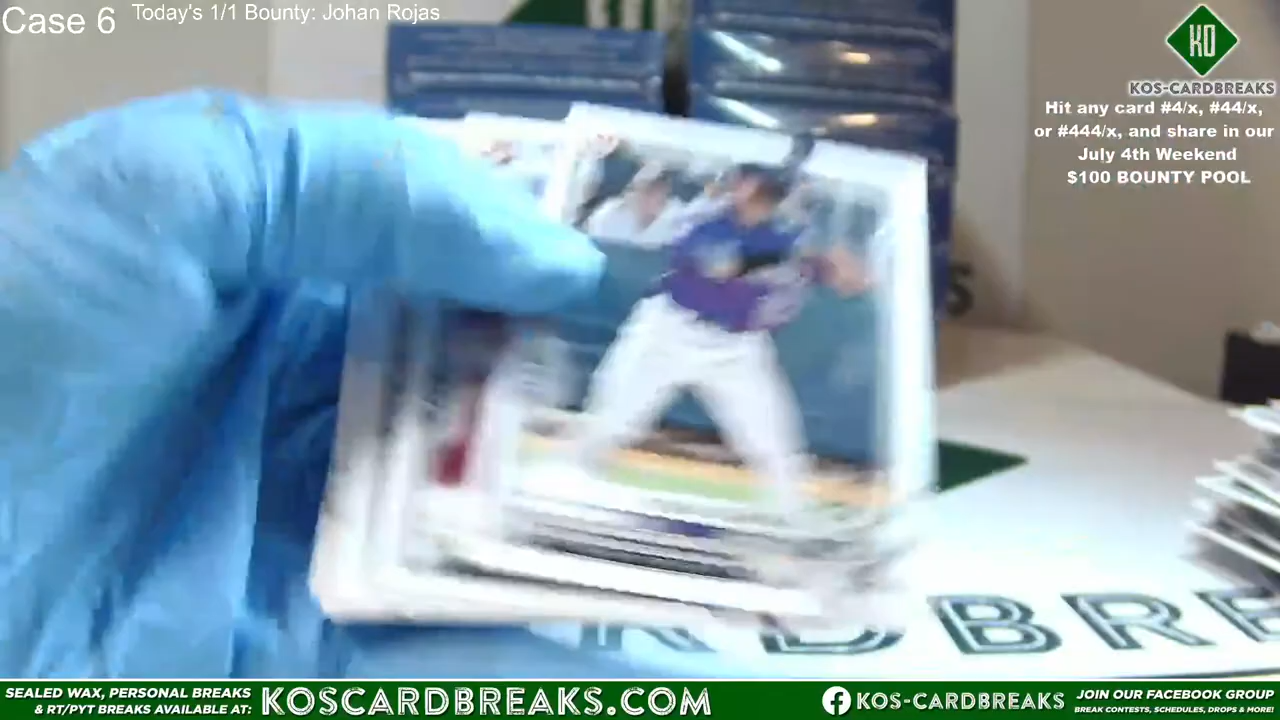 Case 6
Today's 1/1 Bounty: Johan Rojas
KO
KOS-CARDBREAKS
Hit any card #4/x, #44/x,
or #444/x, and share in our
July 4th Weekend
$100 BOUNTY POOL
SEALED WAX, PERSONAL BREAKS
& RT/PYT BREAKS AVAILABLE AT:
KOSCARDBREAKS.COM
KOS-CARDBREAKS
JOIN OUR FACEBOOK GROUP
BREAK CONTESTS, SCHEDULES, DROPS & MORE!